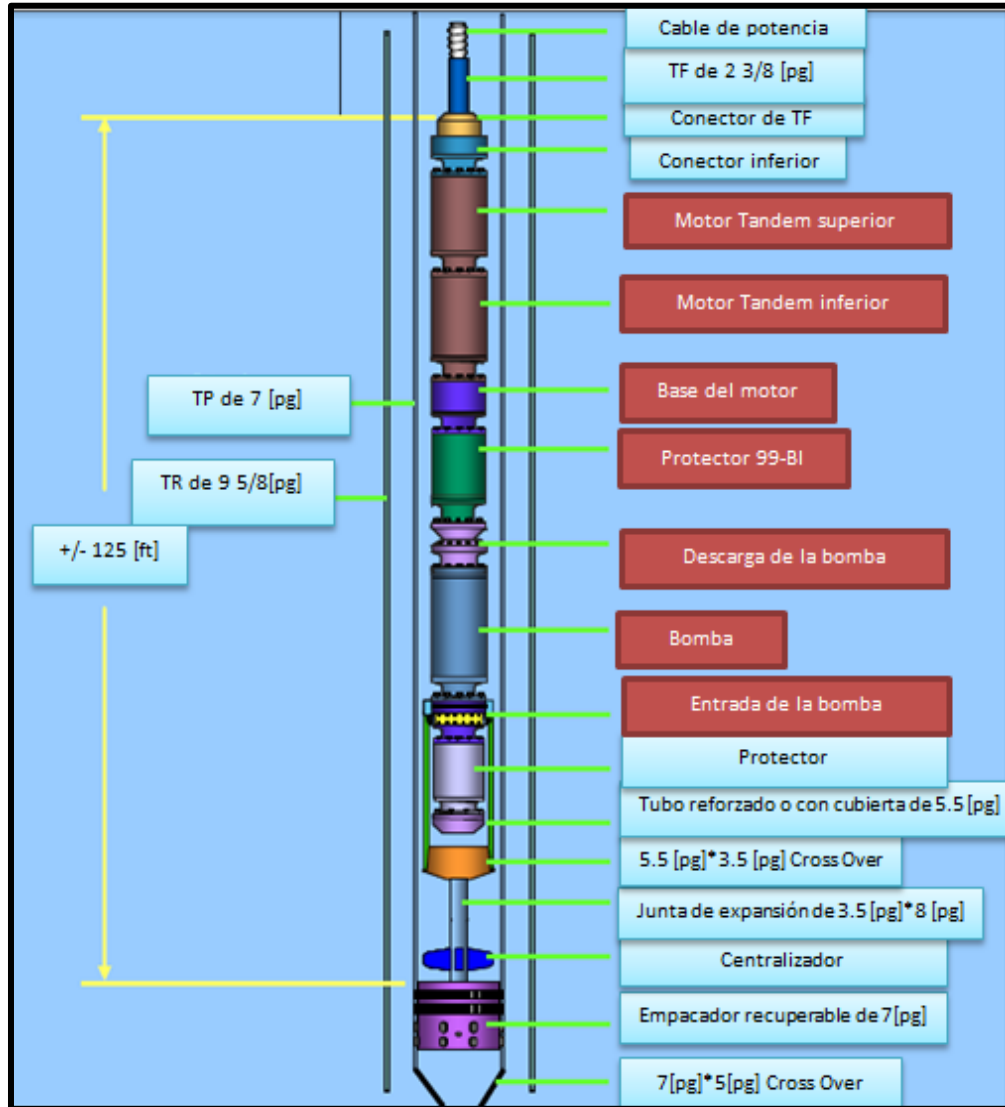 Cable de potencia
TF de 2 3/8 [pg]
Conector de TF
Conector inferior
Motor Tandem superior
Motor Tandem inferior
Base del motor
TP de 7 [pg]
Protector 99-BI
TR de 9 5/8[pg]
+/- 125 [ft]
Descarga de la bomba
Bomba
Entrada de la bomba
Protector
Tubo reforzado o con cubierta de 5.5 [pg]
5.5 [pg]*3.5 [pg] Cross Over
Junta de expansión de 3.5 [pg]*8 [pg]
Centralizador
Empacador recuperable de 7[pg]
7[pg]*5[pg] Cross Over